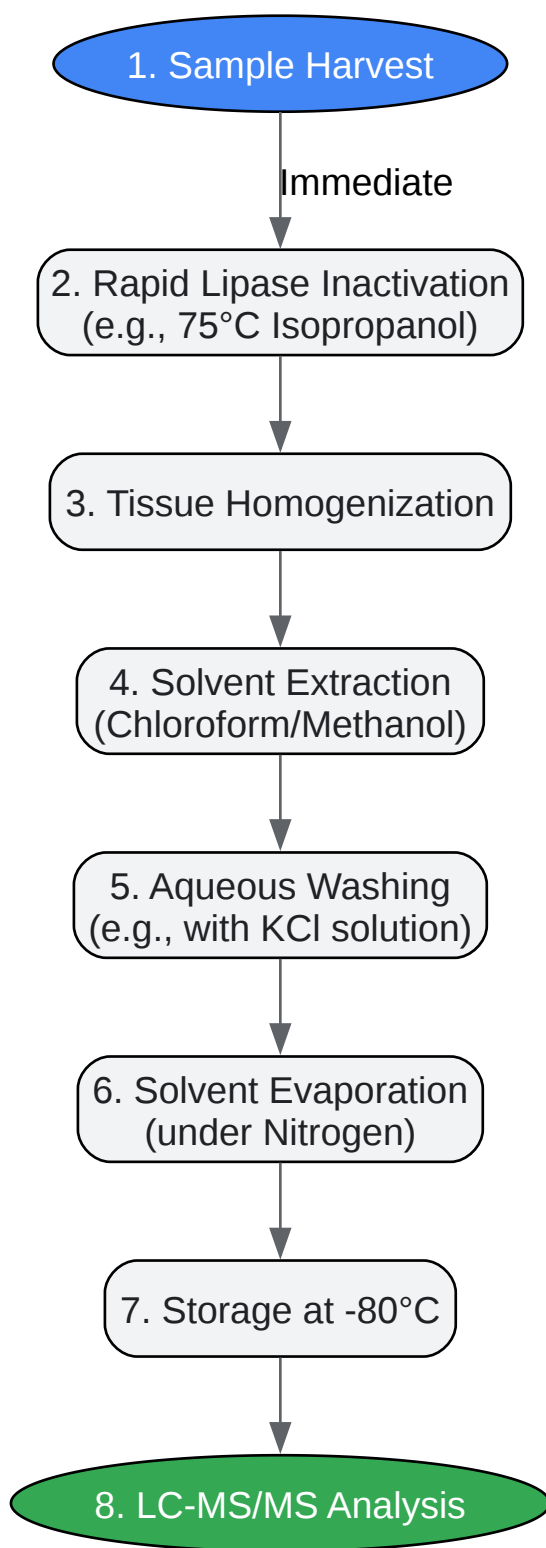 1. Sample Harvest
Immediate
2. Rapid Lipase Inactivation
(e.g., 75°C Isopropanol)
3. Tissue Homogenization
4. Solvent Extraction
(Chloroform/Methanol)
5. Aqueous Washing
(e.g., with KCl solution)
6. Solvent Evaporation
(under Nitrogen)
7. Storage at -80°C
8. LC-MS/MS Analysis